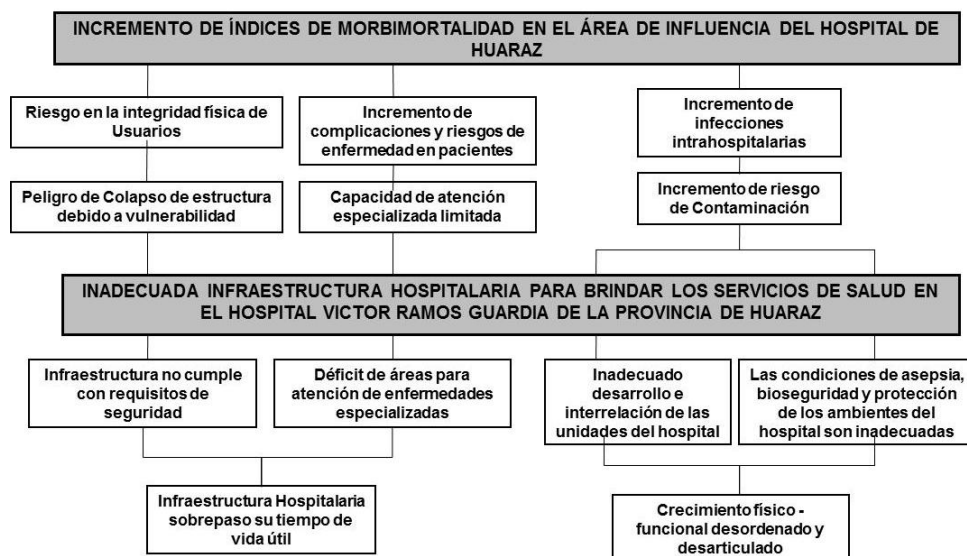 INCREMENTO DE ÍNDICES DE MORBIMORTALIDAD EN EL ÁREA DE INFLUENCIA DEL HOSPITAL DE
HUARAZ
Riesgo en la integridad física de
Usuarios
Incremento de
complicaciones y riesgos de
enfermedad en pacientes
Incremento de
infecciones
intrahospitalarias
Peligro de Colapso de estructura
debido a vulnerabilidad
Capacidad de atención
especializada limitada
Incremento de riesgo
de Contaminación
INADECUADA INFRAESTRUCTURA HOSPITALARIA PARA BRINDAR LOS SERVICIOS DE SALUD EN
EL HOSPITAL VICTOR RAMOS GUARDIA DE LA PROVINCIA DE HUARAZ
Infraestructura no cumple
con requisitos de
seguridad
Déficit de áreas para
atención de enfermedades
especializadas
Inadecuado
desarrollo e
interrelación de las
unidades del hospital
Las condiciones de asepsia,
bioseguridad y protección
de los ambientes del
hospital son inadecuadas
Infraestructura Hospitalaria
sobrepaso su tiempo de
vida útil
Crecimiento físico -
funcional desordenado y
desarticulado